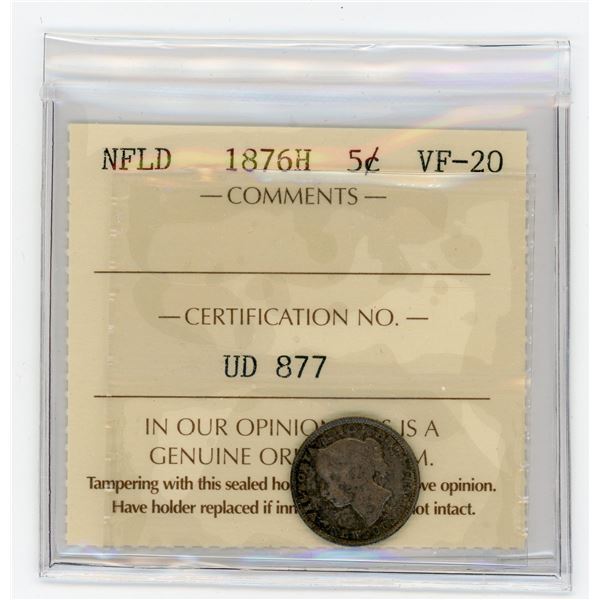 NFLD 1876H 5¢ VF-20
— COMMENTS —
— CERTIFICATION NO. —
UD 877
IN OUR OPINION IS A
GENUINE
Tampering with this sealed opinion.
Have holder replaced if intact.